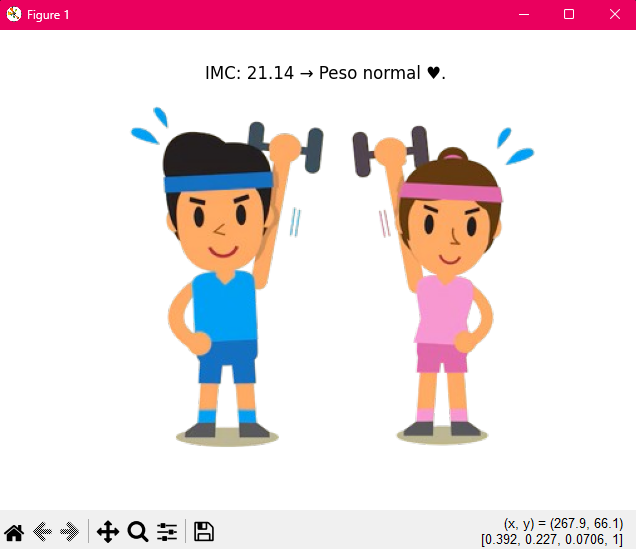 Figure 1
IMC: 21.14 → Peso normal ♥.
(x, y) = (267.9, 66.1)
[0.392, 0.227, 0.0706, 1]